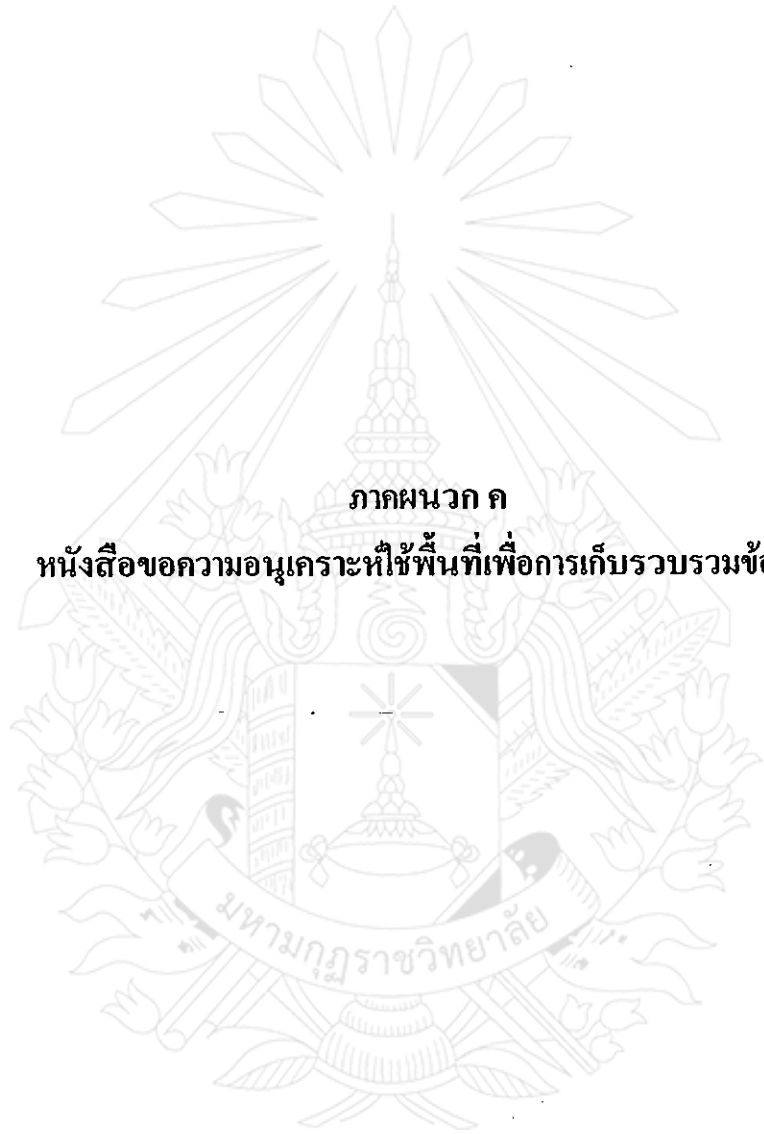 ภาคผนวก ค
หนังสือขอความอนุเคราะห์ใช้พื้นที่เพื่อการเก็บรวบรวมข้
มหามกุฏราชวิทยาลัย